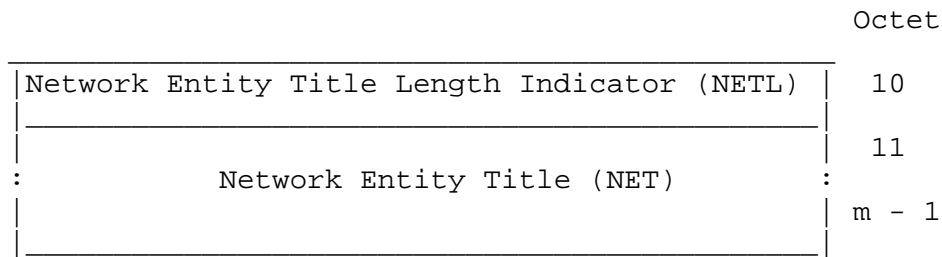 Octet
Network Entity Title Length Indicator (NETL) 10
11
Network Entity Title (NET)
m - 1